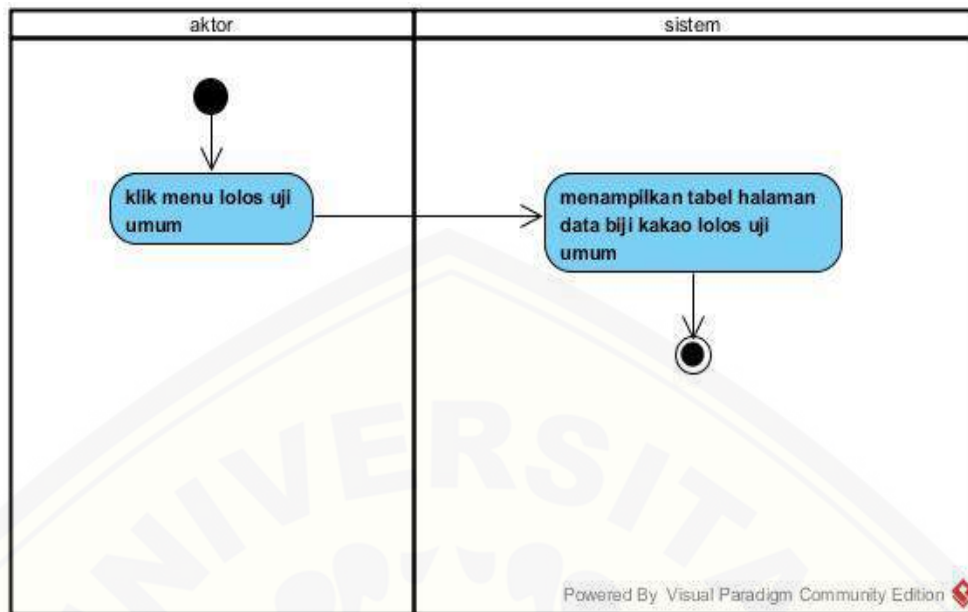 aktor
sistem
klik menu lolos uji
umum
menampilkan tabel halaman
data biji kakao lolos uji
umum
UNIVERSITA
Powered By Visual Paradigm Community Edition